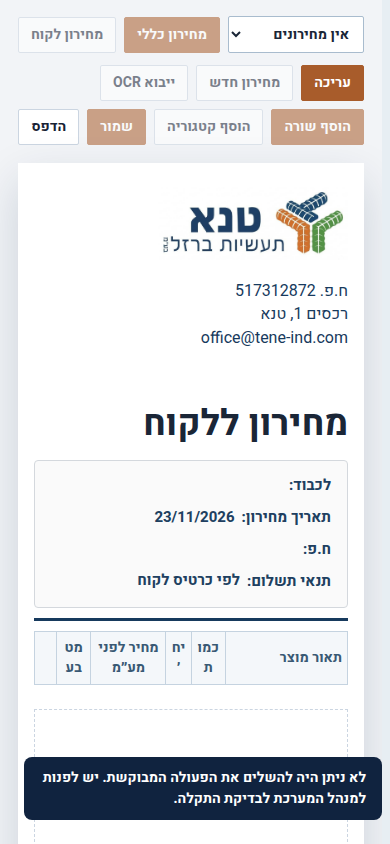 אין מחירונים
מחירון כללי
מחירון לקוח
עריכה
מחירון חדש
ייבוא OCR
הוסף שורה
הוסף קטגוריה
שמור
הדפס
טנא
תעשיות ברזל
ח.פ. 517312872
רכסים 1, טנא
office@tene-ind.com
מחירון ללקוח
לכבוד:
תאריך מחירון: 23/11/2026
ח.פ:
תנאי תשלום: לפי כרטיס לקוח
תאור מוצר
כמו
ת
יח
׳
מחיר לפני
מע״מ
מט
בע
לא ניתן היה להשלים את הפעולה המבוקשת. יש לפנות
למנהל המערכת לבדיקת התקלה.